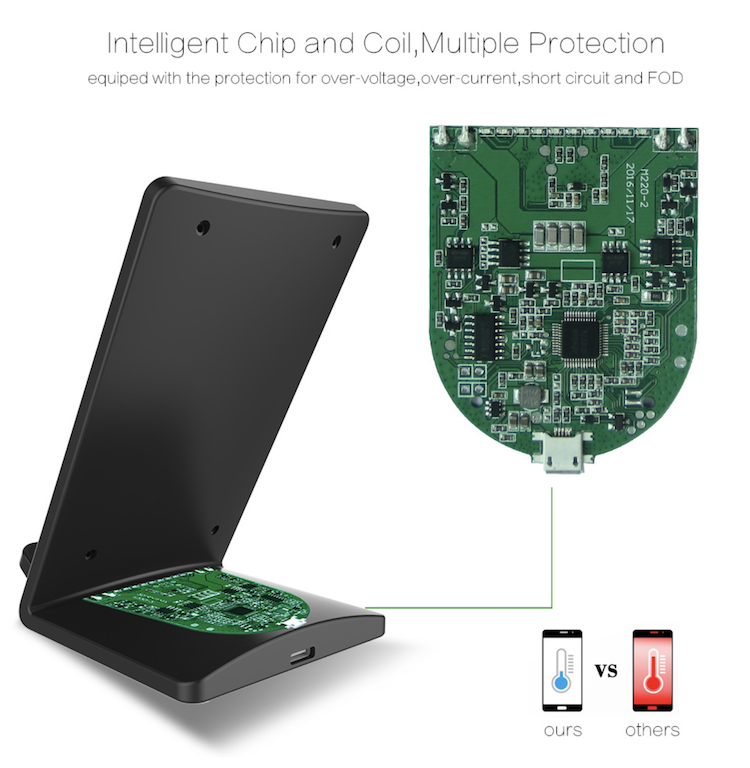 Intelligent Chip and Coil,Multiple Protection
equiped with the protection for over-voltage,over-current,short circuit and FOD
M220-2
2016/11/17
vs
ours
others